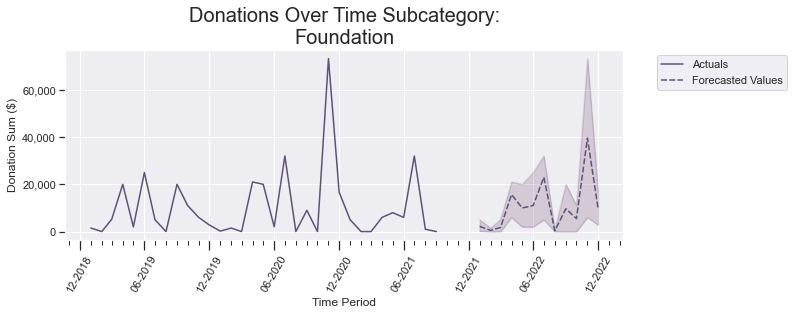 Donations Over Time Subcategory:
Foundation
Actuals
Forecasted Values
Donation Sum ($)
60,000
40,000
20,000
0
12-2018
06-2019
12-2019
06-2020
12-2020
06-2021
12-2021
06-2022
12-2022
Time Period